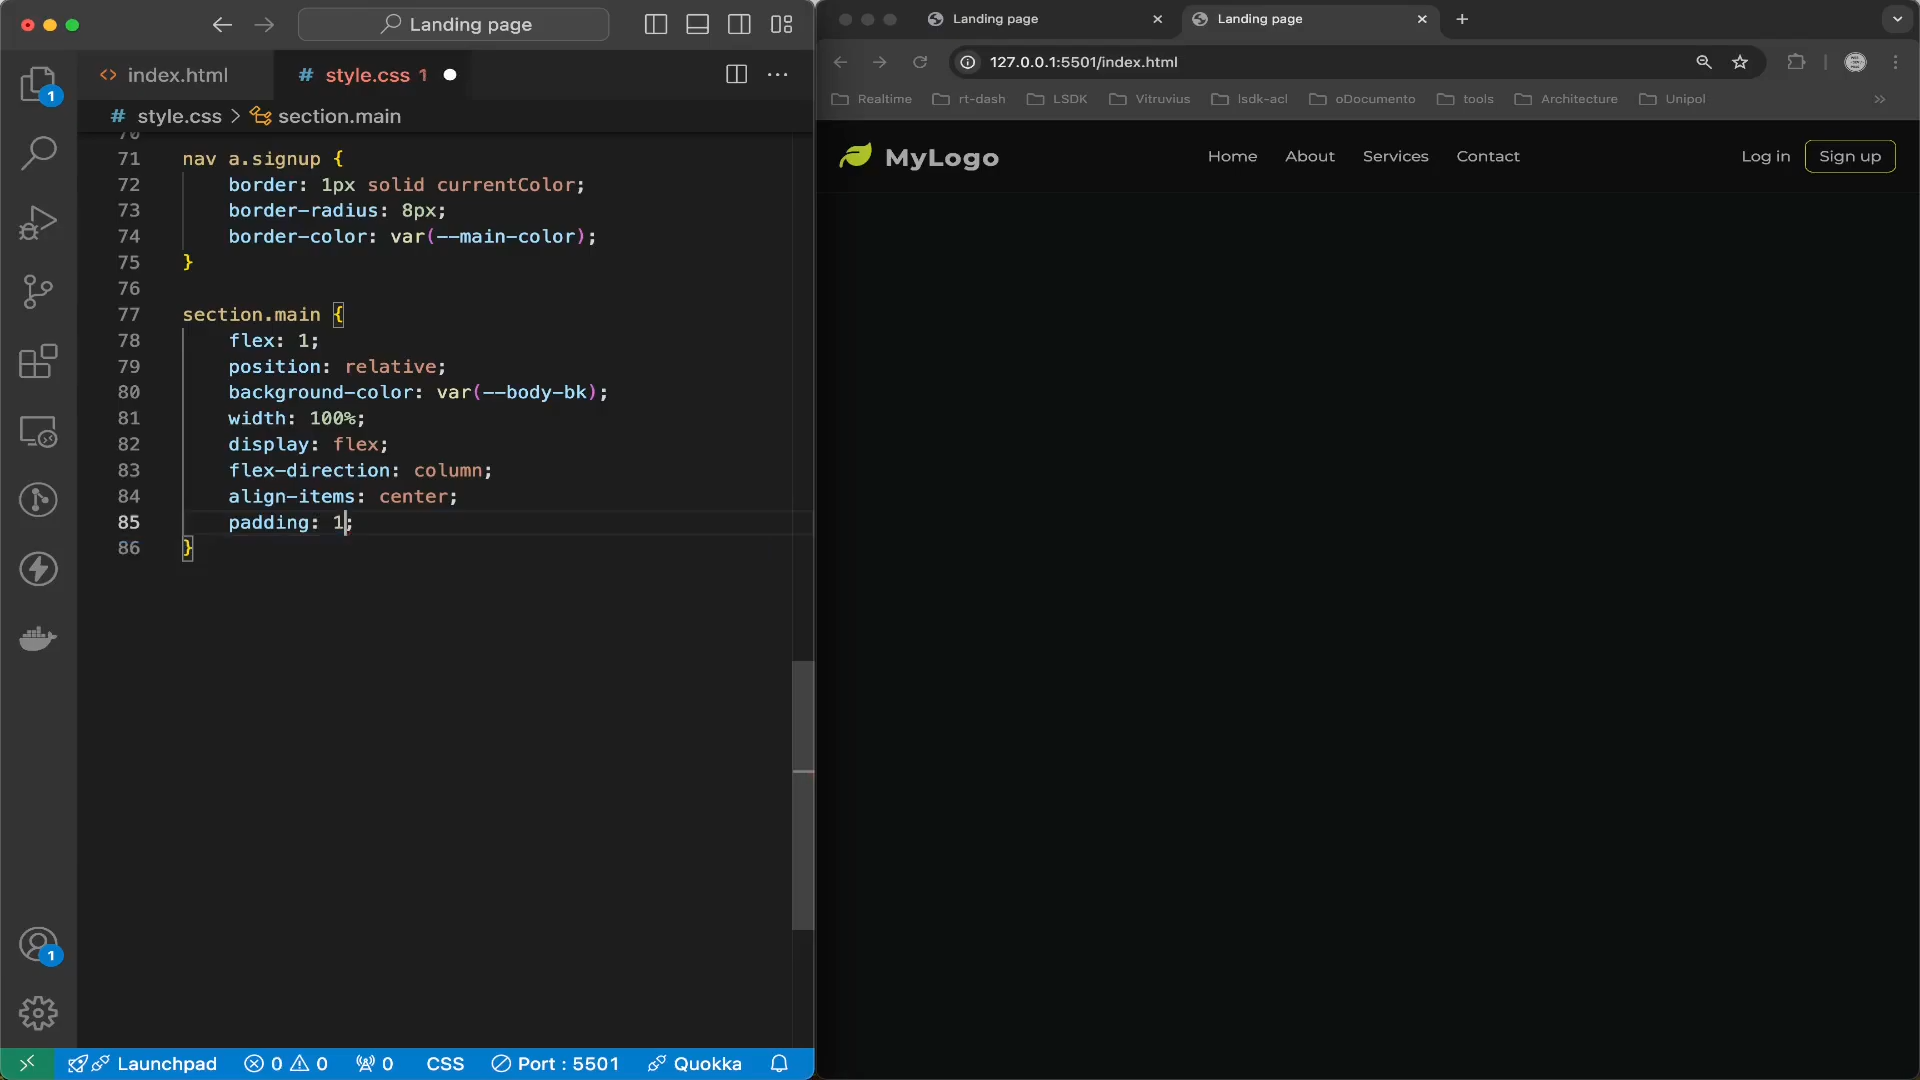 Landing page
index.html
# style.css 1
# style.css > section.main
70
71 nav a.signup {
72 border: 1px solid currentColor;
73 border-radius: 8px;
74 border-color: var(--main-color);
75 }
76
77 section.main {
78 flex: 1;
79 position: relative;
80 background-color: var(--body-bk);
81 width: 100%;
82 display: flex;
83 flex-direction: column;
84 align-items: center;
85 padding: 1;
86 }
1
1
Launchpad 0 0 0 CSS Port : 5501 Quokka
Landing page
Landing page
127.0.0.1:5501/index.html
Realtime rt-dash LSDK Vitruvius lsdk-acl oDocumento tools Architecture Unipol
MyLogo Home About Services Contact Log in Sign up